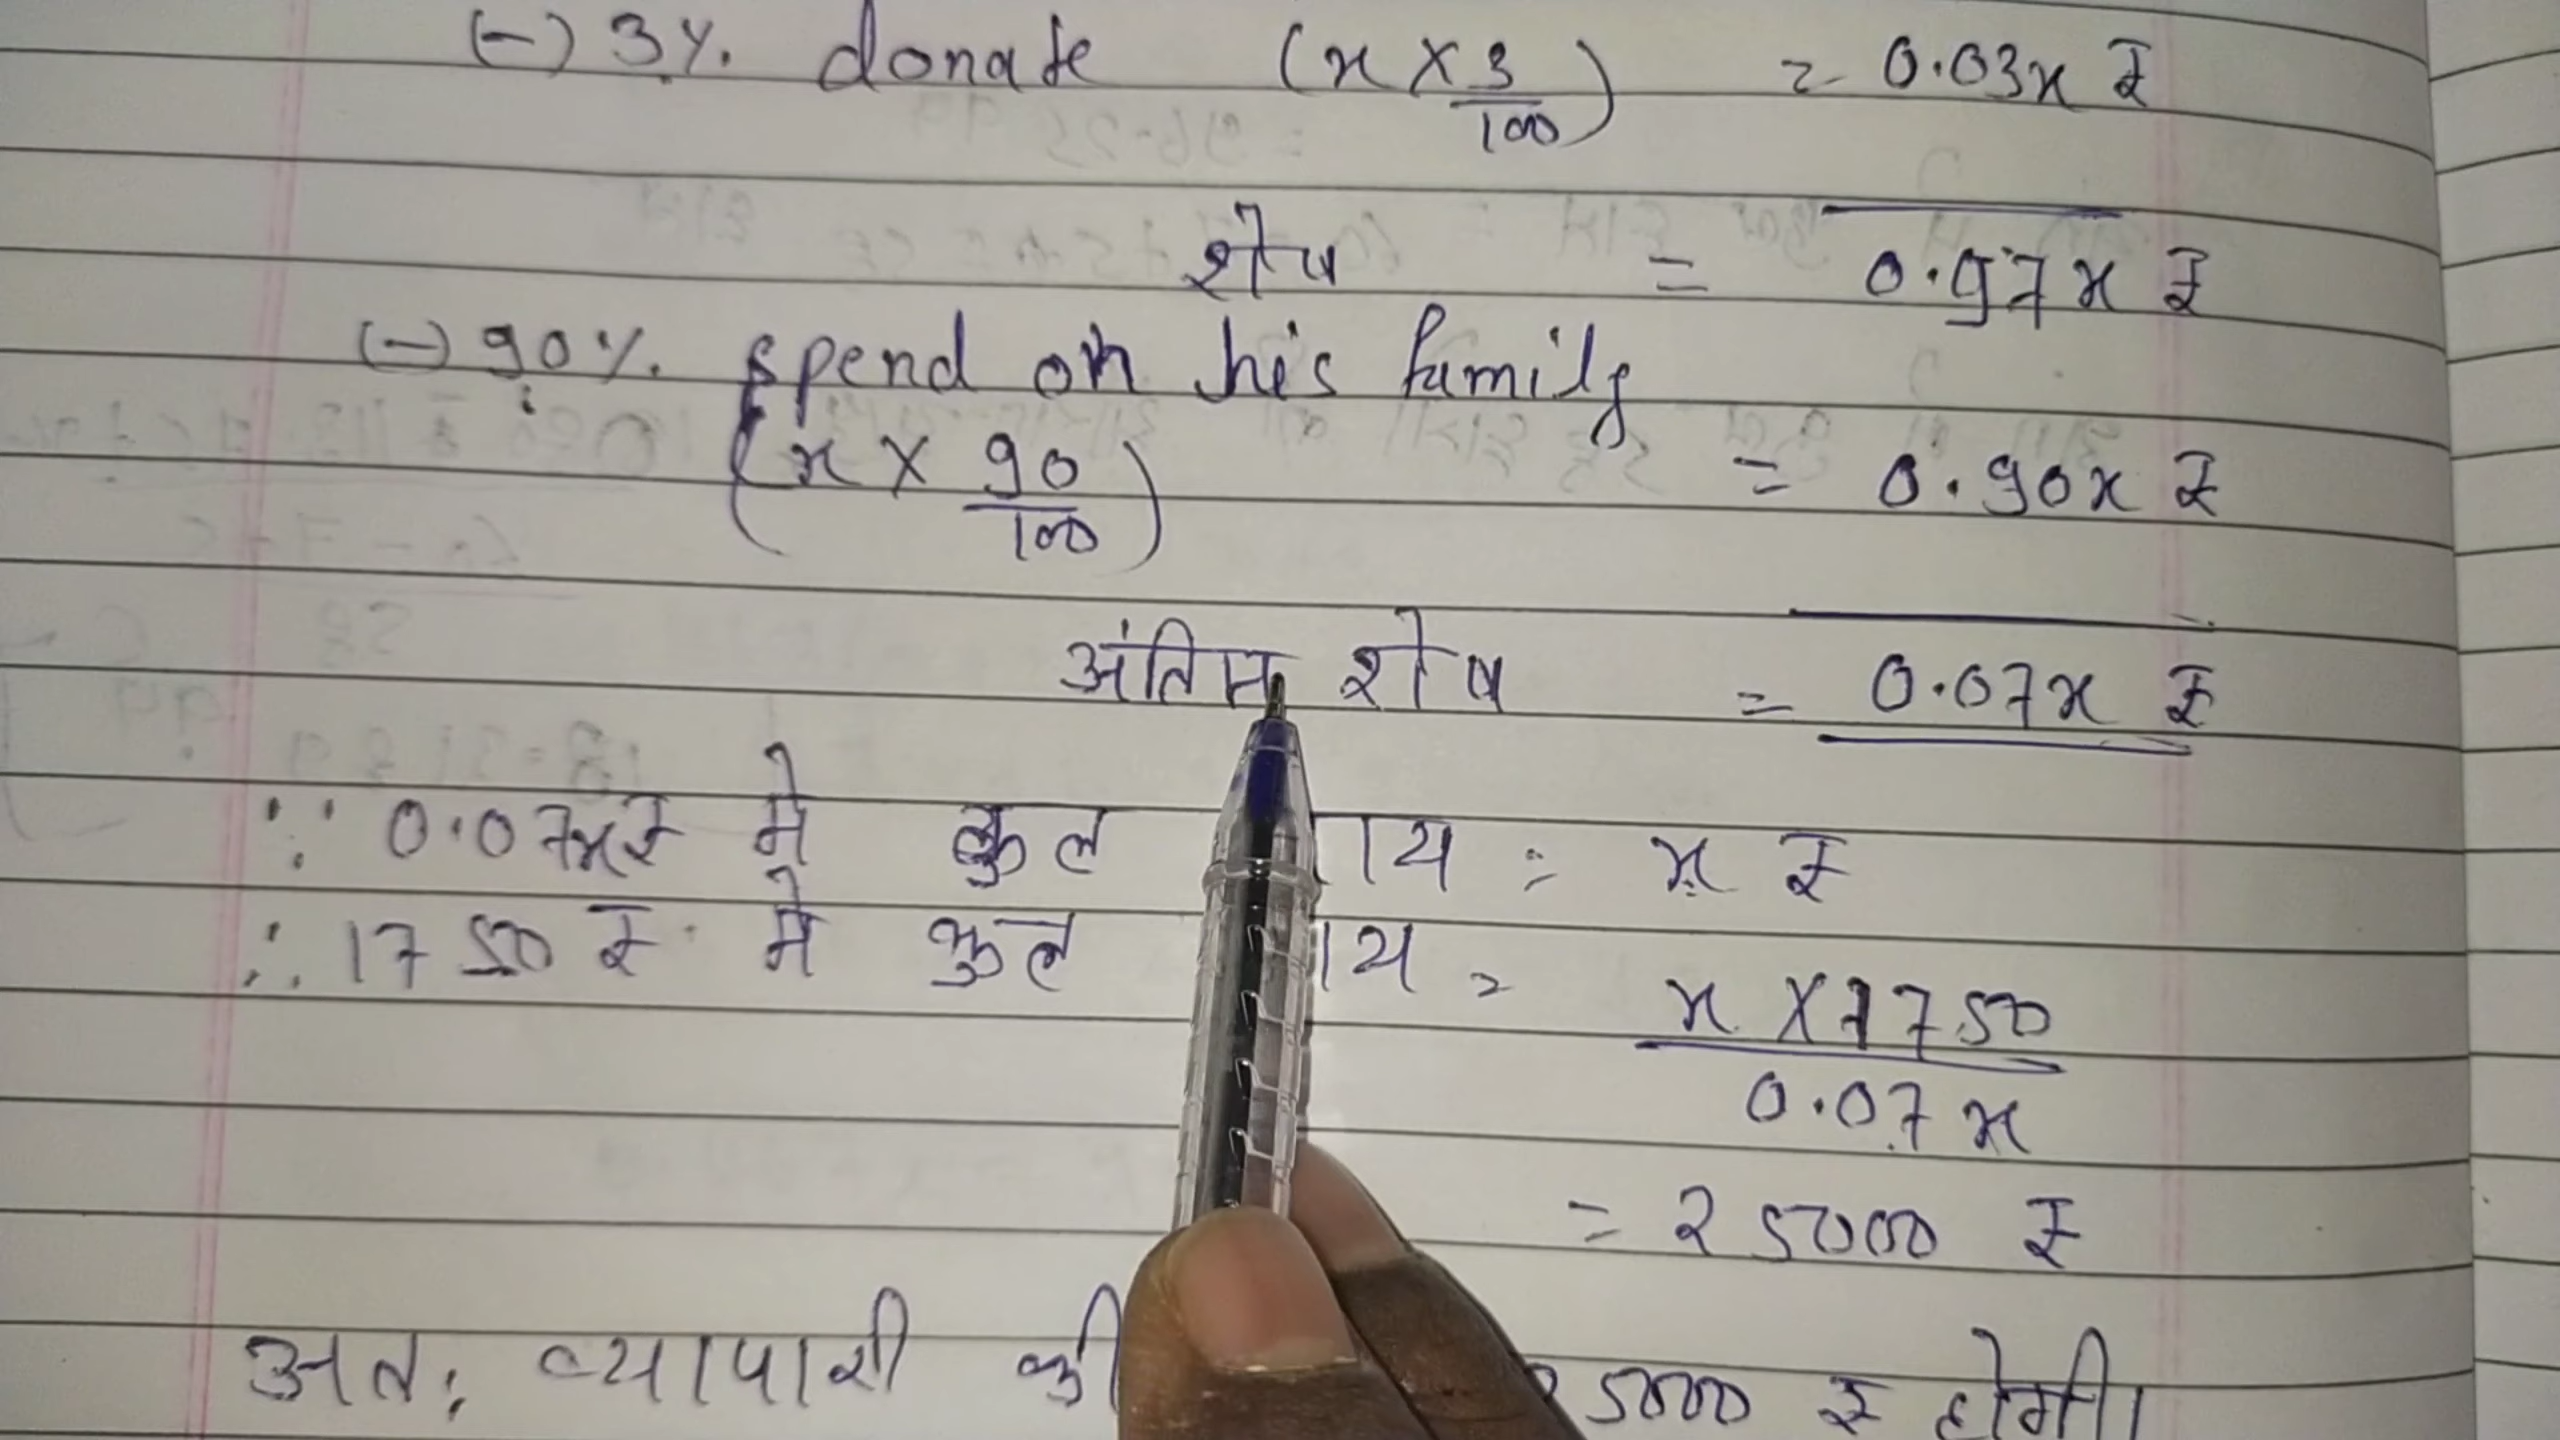 (-) 3%. donate (x × 3/100) = 0.03x ₹
शेष = 0.97x ₹
(-) 90%. spend on his family
(x × 90/100) = 0.90x ₹
अंतिम शेष = 0.07x ₹
∵ 0.07x₹ में कुल = x ₹
∴ 1750 ₹ में कुल = x × 1750 / 0.07x
= 25000 ₹
अतः व्यापारी की 5000 ₹ होगी।